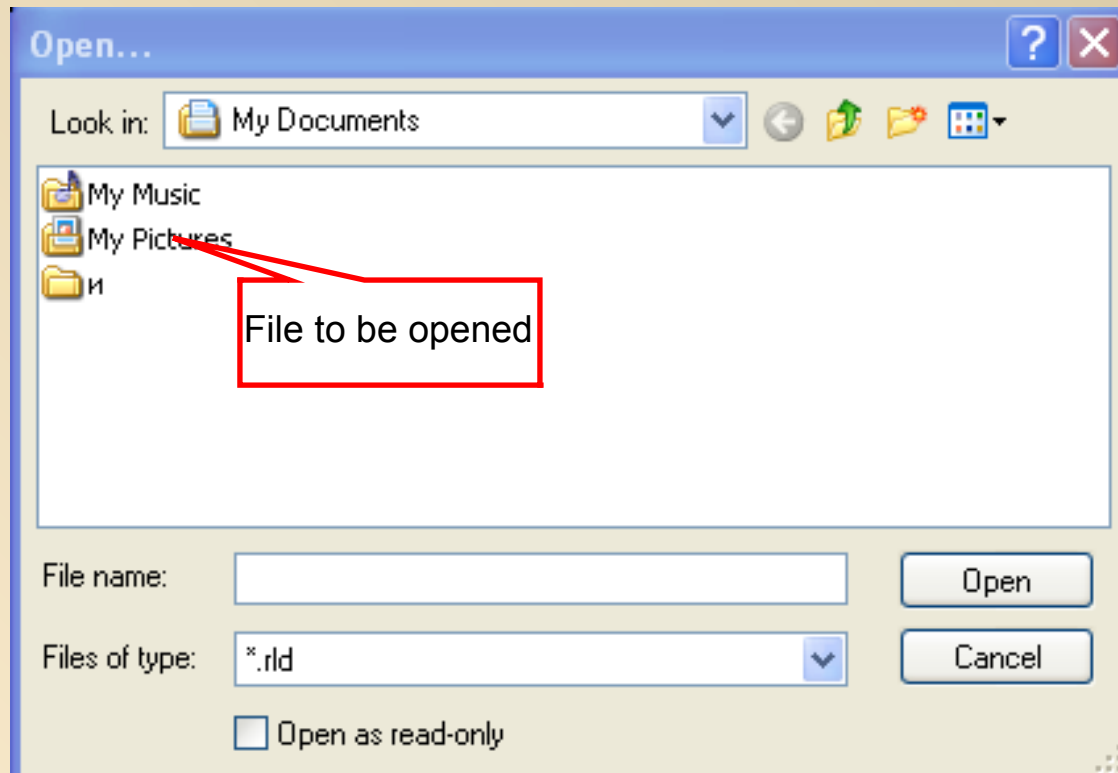 Open...
Look in: My Documents
My Music
My Pictures
и
File to be opened
File name:
Open
Files of type: *.rld
Cancel
Open as read-only